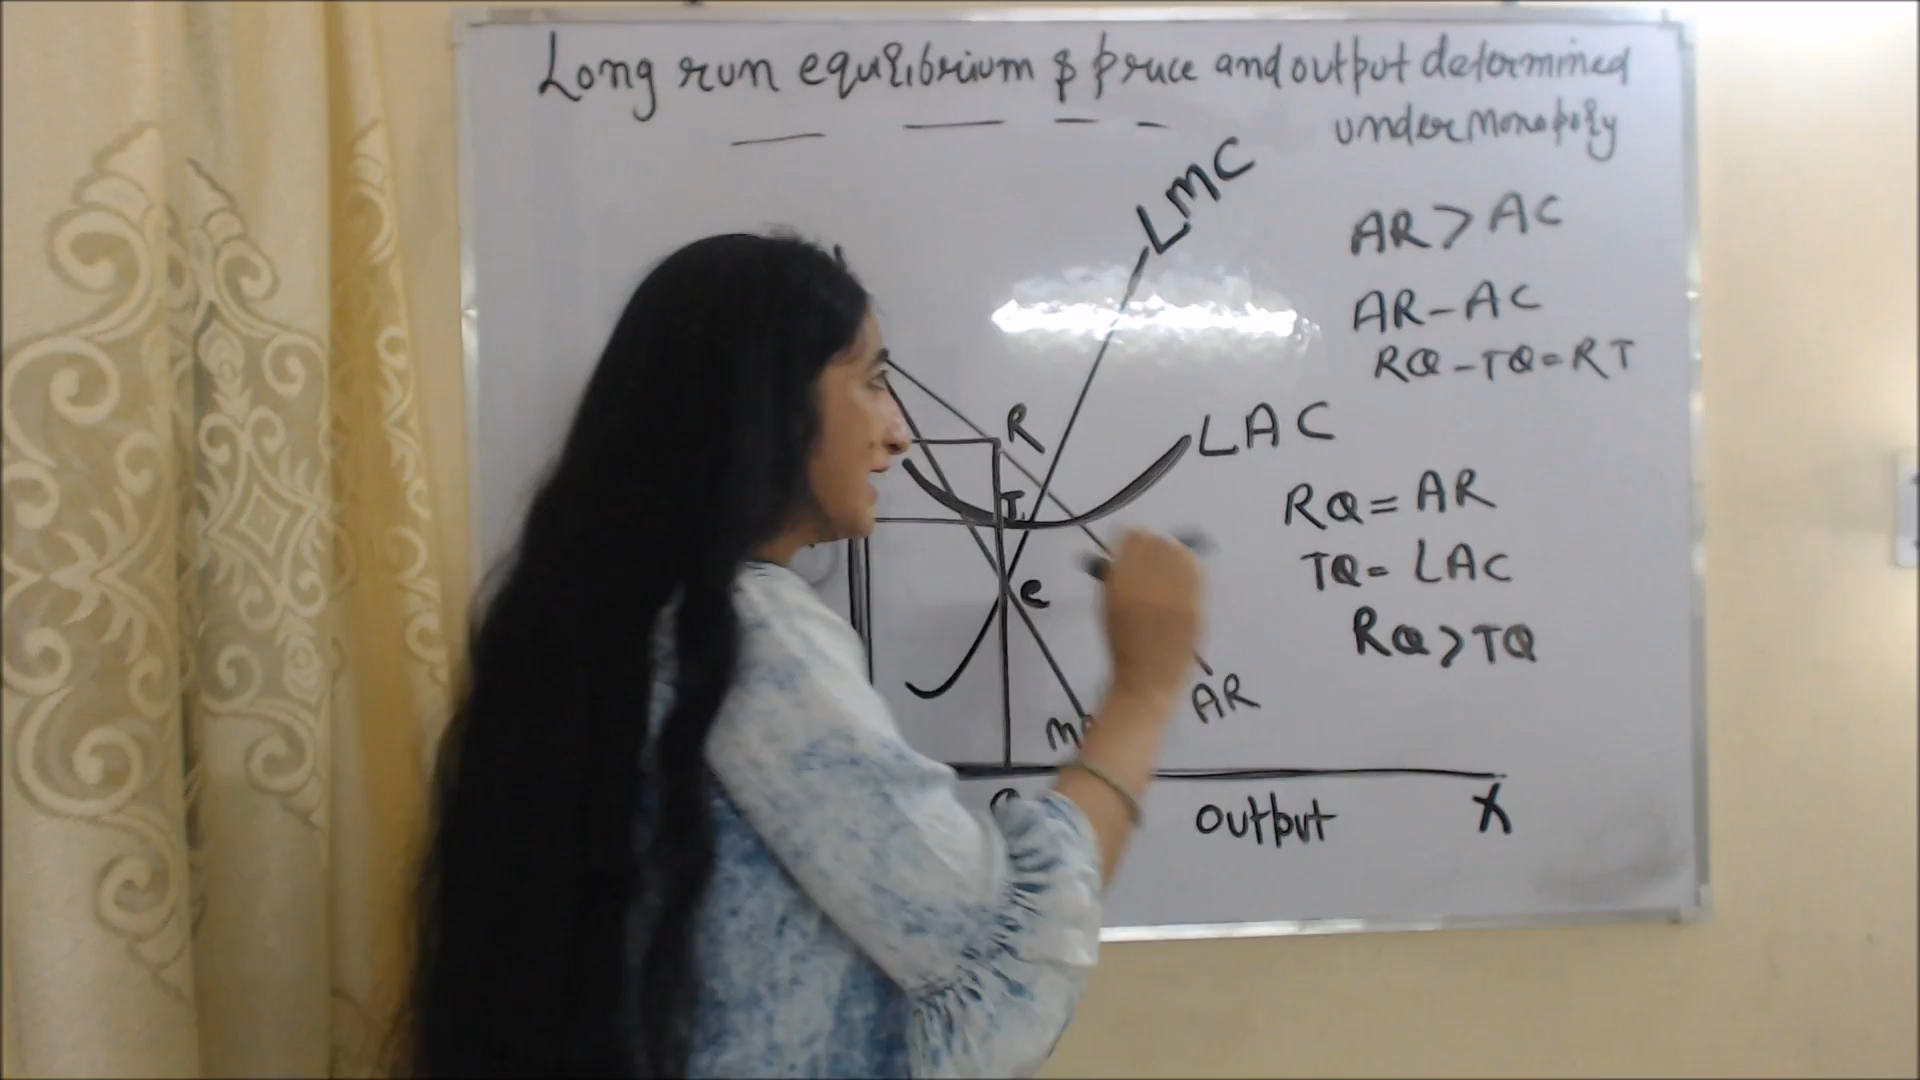 Long run equilibrium & price and output determined
under monopoly
LMC
AR > AC
AR - AC
RQ - TQ = RT
R
LAC
T
RQ = AR
TQ = LAC
e
RQ > TQ
AR
output
X